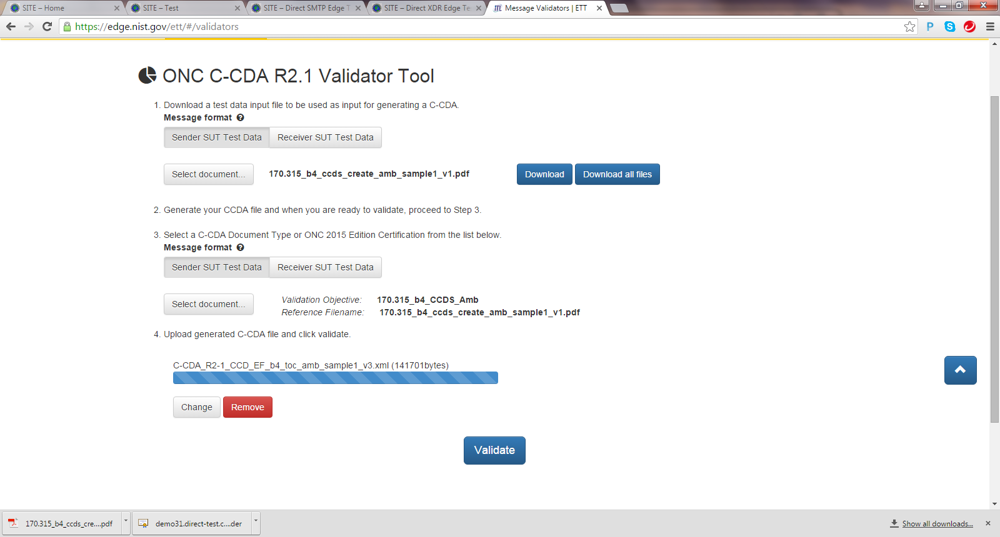 SITE – Home
SITE – Test
SITE – Direct SMTP Edge T
SITE – Direct XDR Edge Te
ITL Message Validators | ETT
https://edge.nist.gov/ett/#/validators
ONC C-CDA R2.1 Validator Tool
1. Download a test data input file to be used as input for generating a C-CDA.
Message format
Sender SUT Test Data Receiver SUT Test Data
Select document... 170.315_b4_ccds_create_amb_sample1_v1.pdf Download Download all files
2. Generate your CCDA file and when you are ready to validate, proceed to Step 3.
3. Select a C-CDA Document Type or ONC 2015 Edition Certification from the list below.
Message format
Sender SUT Test Data Receiver SUT Test Data
Select document... Validation Objective: 170.315_b4_CCDS_Amb
Reference Filename: 170.315_b4_ccds_create_amb_sample1_v1.pdf
4. Upload generated C-CDA file and click validate.
C-CDA_R2-1_CCD_EF_b4_toc_amb_sample1_v3.xml (141701bytes)
Change Remove
Validate
170.315_b4_ccds_cre....pdf
demo31.direct-test.c....der
Show all downloads...